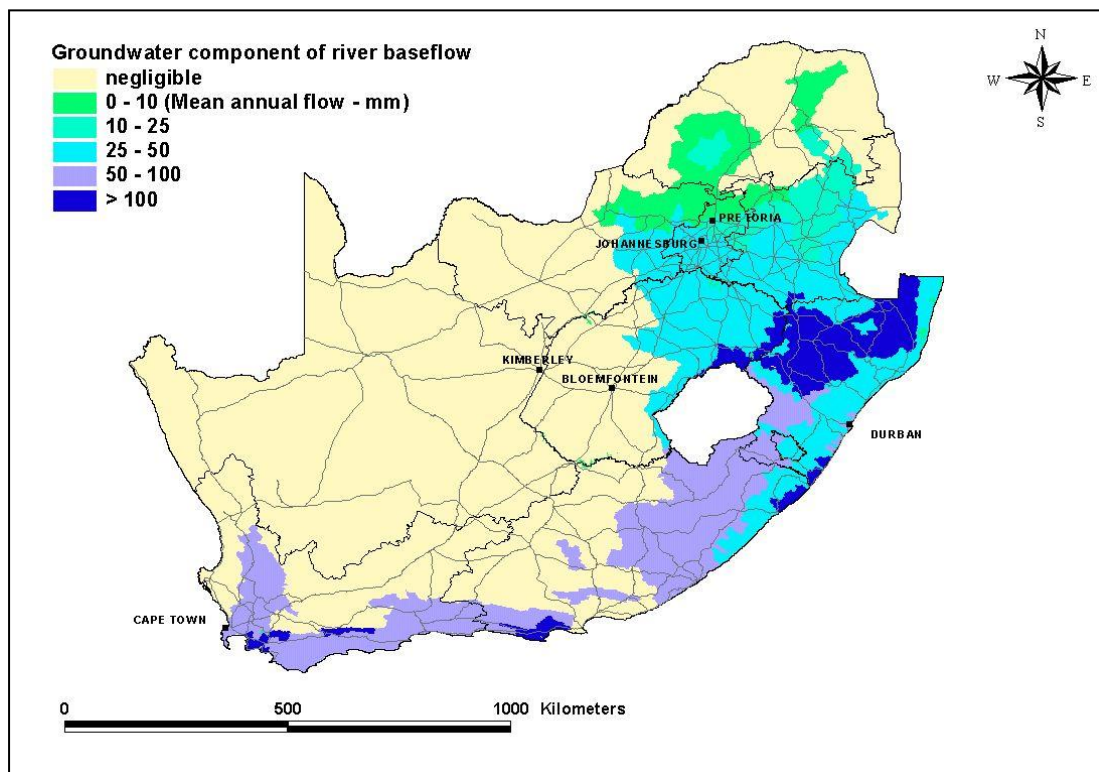 Groundwater component of river baseflow
negligible
0 - 10 (Mean annual flow - mm)
10 - 25
25 - 50
50 - 100
> 100
N
W E
S
PRETORIA
JOHANNESBURG
KIMBERLEY
BLOEMFONTEIN
DURBAN
CAPE TOWN
0 500 1000 Kilometers